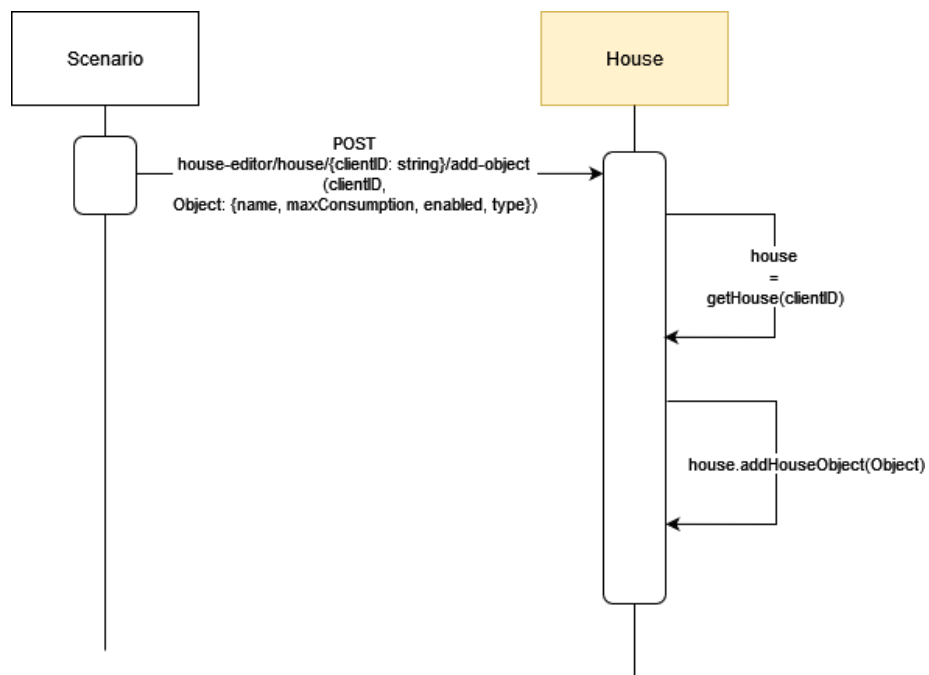 Scenario
House
POST
house-editor/house/{clientID: string}/add-object
(clientID,
Object: {name, maxConsumption, enabled, type})
house
=
getHouse(clientID)
house.addHouseObject(Object)